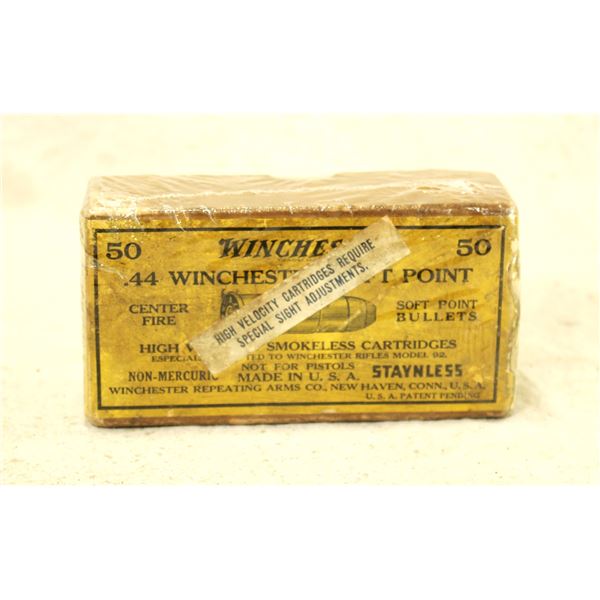 50 WINCHES 50
.44 WINCHESTE T POINT
CENTER FIRE
SOFT POINT BULLETS
HIGH VELOCITY CARTRIDGES REQUIRE
SPECIAL SIGHT ADJUSTMENTS.
HIGH V SMOKELESS CARTRIDGES
ESPECIAL TED TO WINCHESTER RIFLES MODEL 92.
NOT FOR PISTOLS
NON-MERCURIC MADE IN U.S.A. STAYNLESS
WINCHESTER REPEATING ARMS CO., NEW HAVEN, CONN., U.S.A.
U.S.A. PATENT PENDING